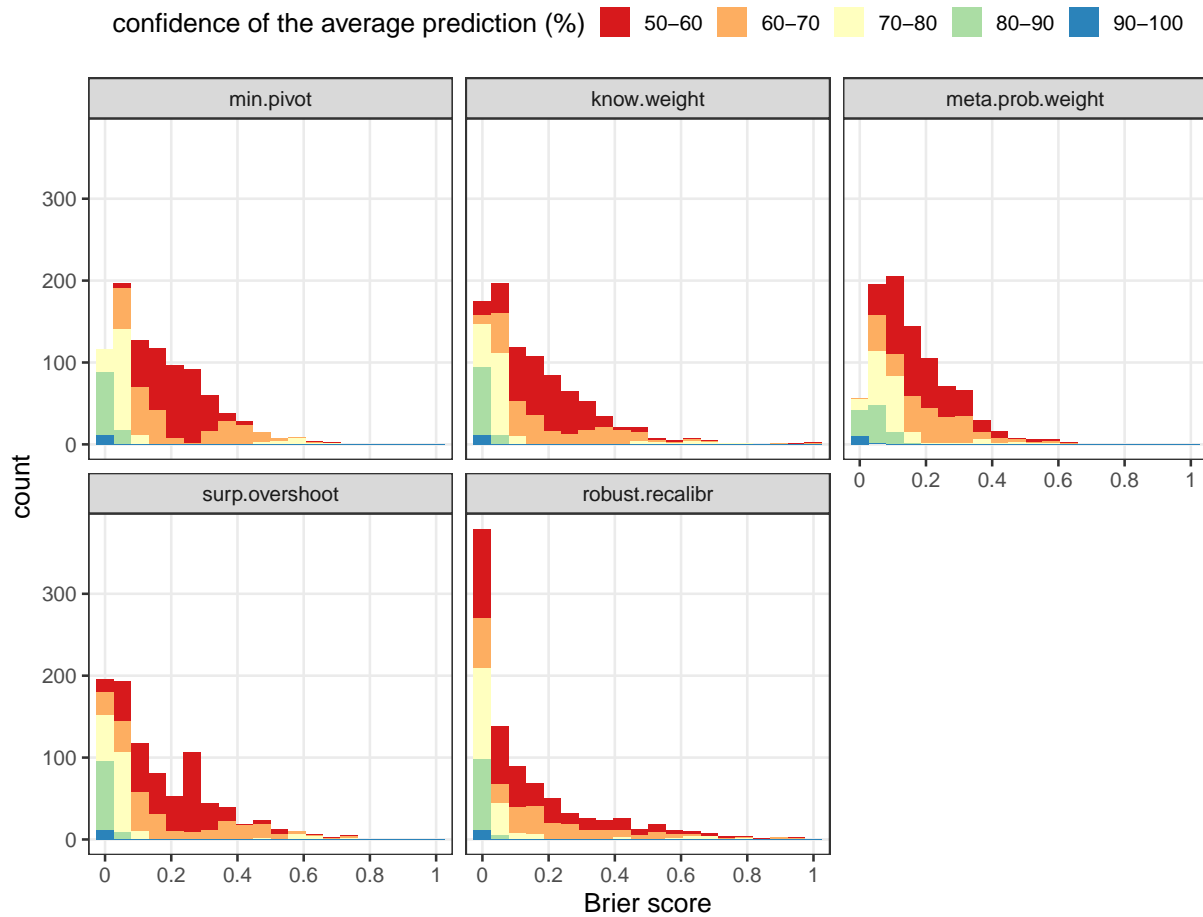 confidence of the average prediction (%) 50−60 60−70 70−80 80−90 90−100
min.pivot know.weight meta.prob.weight
300
200
100
0
0 0.2 0.4 0.6 0.8 1
surp.overshoot robust.recalibr
300
200
100
0
0 0.2 0.4 0.6 0.8 1 0 0.2 0.4 0.6 0.8 1
count
Brier score